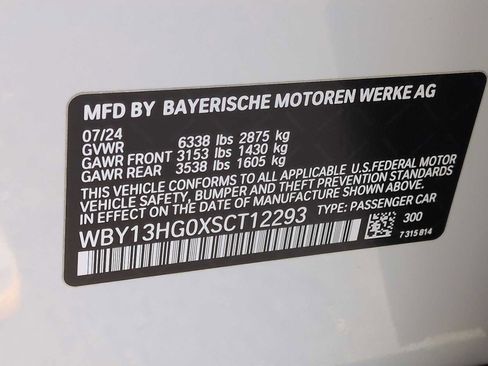 MFD BY BAYERISCHE MOTOREN WERKE AG
07/24
GVWR 6338 lbs 2875 kg
GAWR FRONT 3153 lbs 1430 kg
GAWR REAR 3538 lbs 1605 kg
THIS VEHICLE CONFORMS TO ALL APPLICABLE U.S.FEDERAL MOTOR
VEHICLE SAFETY, BUMPER, AND THEFT PREVENTION STANDARDS
IN EFFECT ON THE DATE OF MANUFACTURE SHOWN ABOVE.
WBY13HG0XSCT12293 TYPE: PASSENGER CAR
300
7 315 814